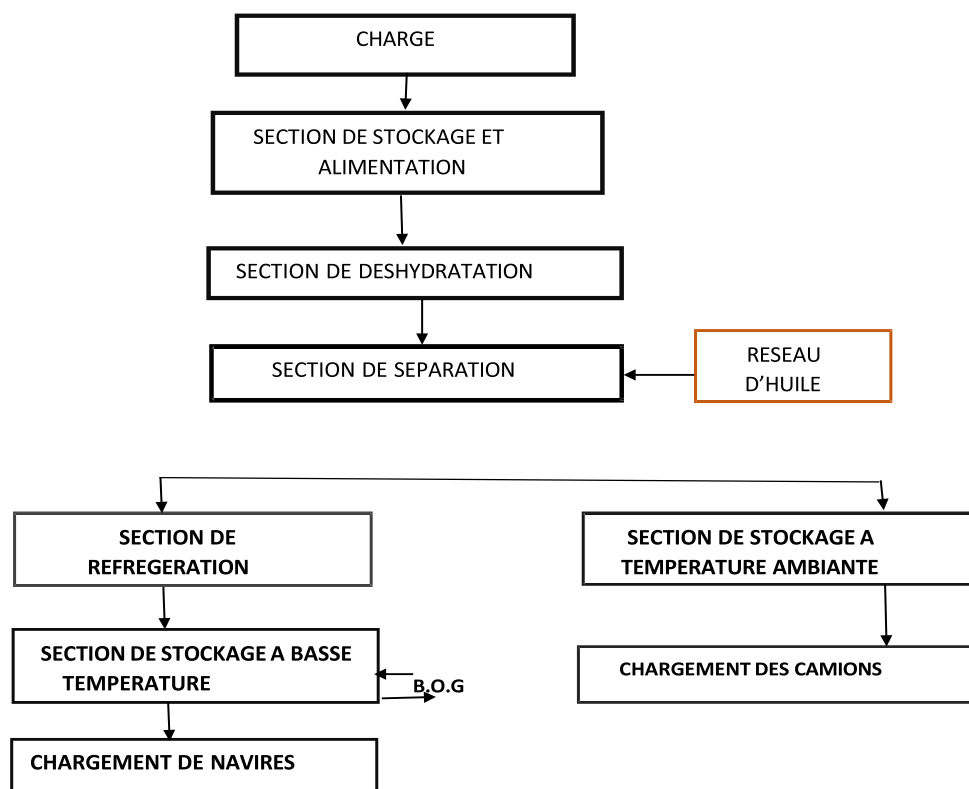 CHARGE
SECTION DE STOCKAGE ET
ALIMENTATION
SECTION DE DESHYDRATATION
SECTION DE SEPARATION
RESEAU
D’HUILE
SECTION DE
REFREGERATION
SECTION DE STOCKAGE A
TEMPERATURE AMBIANTE
SECTION DE STOCKAGE A BASSE
TEMPERATURE
B.O.G
CHARGEMENT DES CAMIONS
CHARGEMENT DE NAVIRES